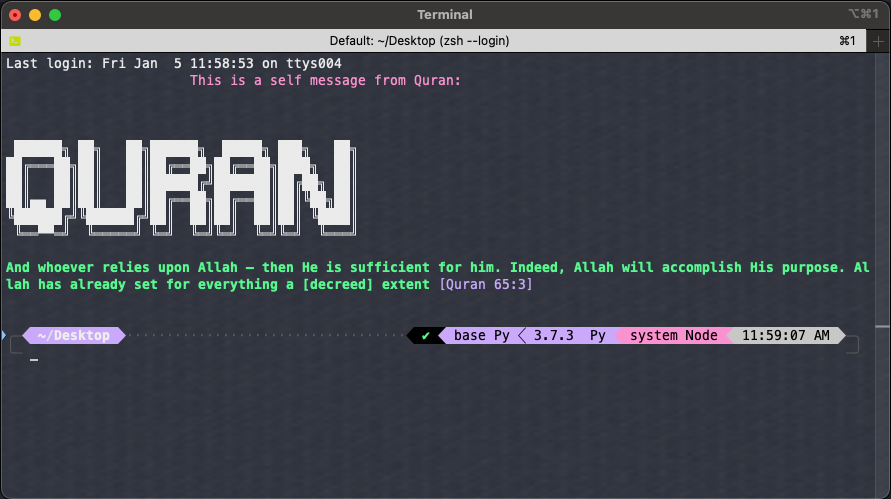 Terminal
⌥⌘1
Default: ~/Desktop (zsh --login)
⌘1
Last login: Fri Jan  5 11:58:53 on ttys004
This is a self message from Quran:
QURAN
And whoever relies upon Allah – then He is sufficient for him. Indeed, Allah will accomplish His purpose. Al
lah has already set for everything a [decreed] extent [Quran 65:3]
~/Desktop ✔ base Py 3.7.3 Py system Node 11:59:07 AM